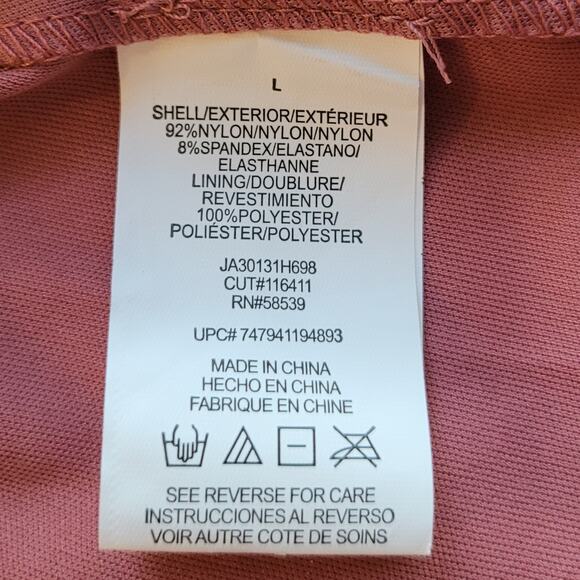 L
SHELL/EXTERIOR/EXTÉRIEUR
92%NYLON/NYLON/NYLON
8%SPANDEX/ELASTANO/
ELASTHANNE
LINING/DOUBLURE/
REVESTIMIENTO
100%POLYESTER/
POLIÉSTER/POLYESTER
JA30131H698
CUT#116411
RN#58539
UPC# 747941194893
MADE IN CHINA
HECHO EN CHINA
FABRIQUE EN CHINE
SEE REVERSE FOR CARE
INSTRUCCIONES AL REVERSO
VOIR AUTRE COTE DE SOINS